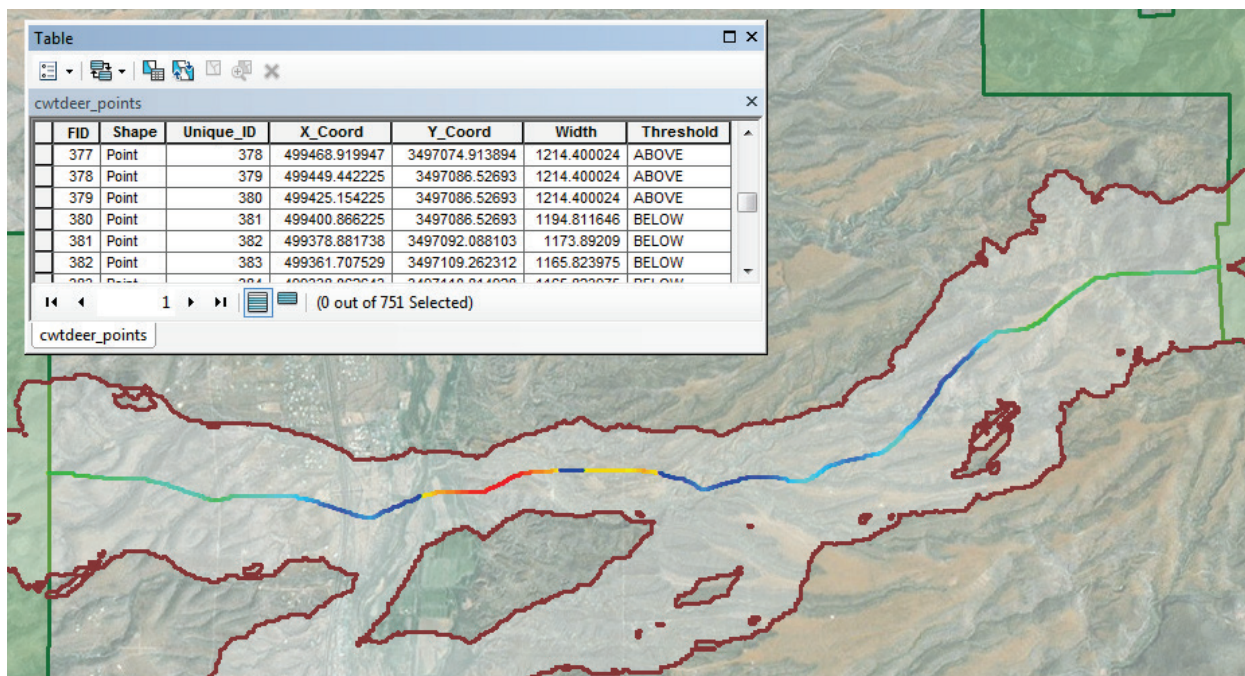 Table
cwtdeer_points
FID Shape Unique_ID X_Coord Y_Coord Width Threshold
377 Point 378 499468.919947 3497074.913894 1214.400024 ABOVE
378 Point 379 499449.442225 3497086.52693 1214.400024 ABOVE
379 Point 380 499425.154225 3497086.52693 1214.400024 ABOVE
380 Point 381 499400.866225 3497086.52693 1194.811646 BELOW
381 Point 382 499378.881738 3497092.088103 1173.89209 BELOW
382 Point 383 499361.707529 3497109.262312 1165.823975 BELOW
1 (0 out of 751 Selected)
cwtdeer_points